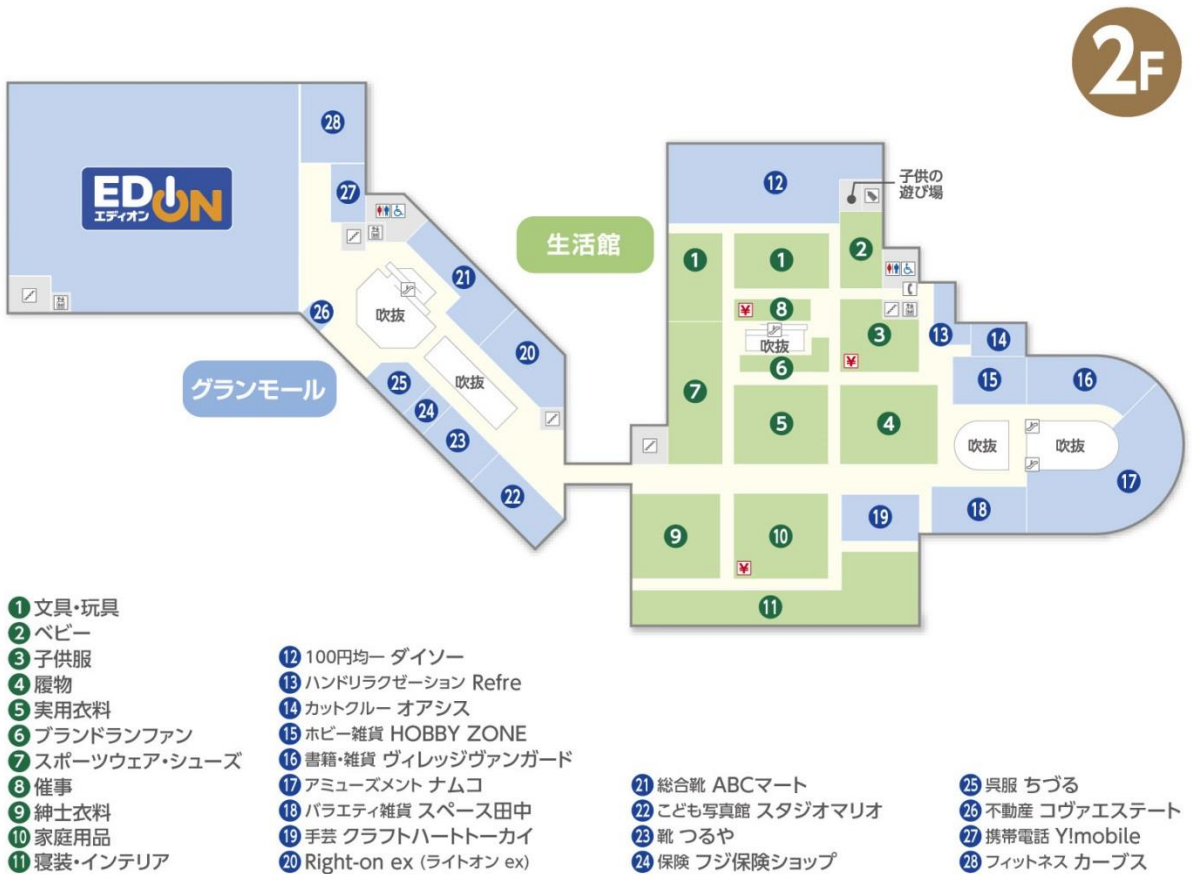 2F
28
EDION
エディオン
27
12
子供の
遊び場
生活館
1
1
2
21
8
26
吹抜
¥
3
13
14
20
吹抜
¥
グランモール
25
吹抜
6
15
16
24
7
5
4
23
吹抜
吹抜
22
17
9
10
19
18
¥
11
1 文具・玩具
2 ベビー
3 子供服
4 履物
5 実用衣料
6 ブランドランファン
7 スポーツウェア・シューズ
8 催事
9 紳士衣料
10 家庭用品
11 寝装・インテリア
12 100円均一 ダイソー
13 ハンドリラクゼーション Refre
14 カットクルー オアシス
15 ホビー雑貨 HOBBY ZONE
16 書籍・雑貨 ヴィレッジヴァンガード
17 アミューズメント ナムコ
18 バラエティ雑貨 スペース田中
19 手芸 クラフトハートトーカイ
20 Right-on ex (ライトオン ex)
21 総合靴 ABCマート
22 こども写真館 スタジオマリオ
23 靴 つるや
24 保険 フジ保険ショップ
25 呉服 ちづる
26 不動産 コヴァエステート
27 携帯電話 Y!mobile
28 フィットネス カーブス